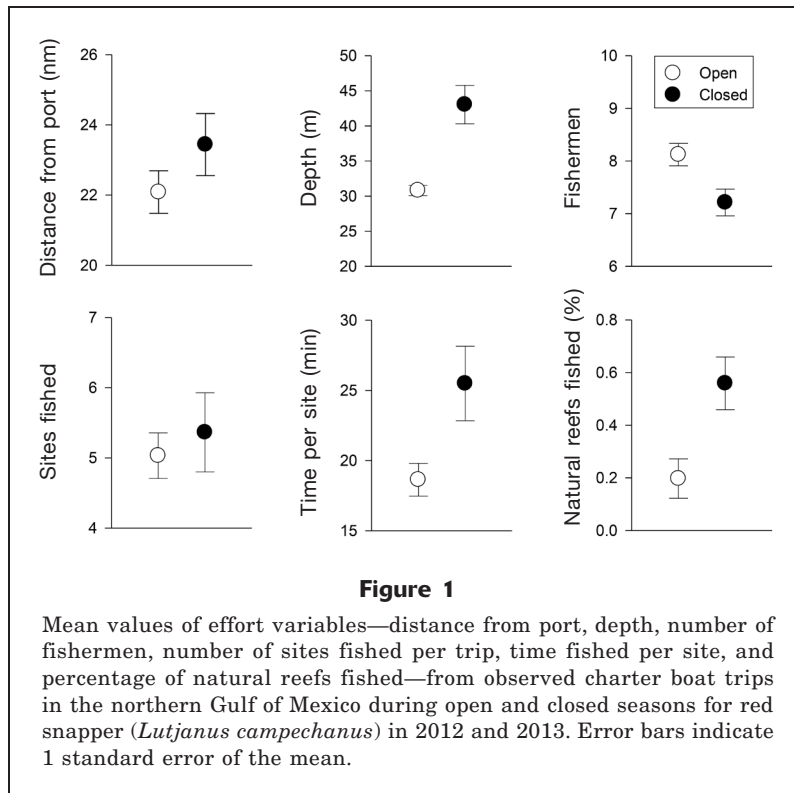 Distance from port (nm)
26
24
22
20
Depth (m)
50
45
40
35
30
25
20
Fishermen
10
9
8
7
6
Open
Closed
Sites fished
7
6
5
4
Time per site (min)
30
25
20
15
Natural reefs fished (%)
0.8
0.6
0.4
0.2
0.0
Figure 1
Mean values of effort variables—distance from port, depth, number of
fishermen, number of sites fished per trip, time fished per site, and
percentage of natural reefs fished—from observed charter boat trips
in the northern Gulf of Mexico during open and closed seasons for red
snapper (Lutjanus campechanus) in 2012 and 2013. Error bars indicate
1 standard error of the mean.